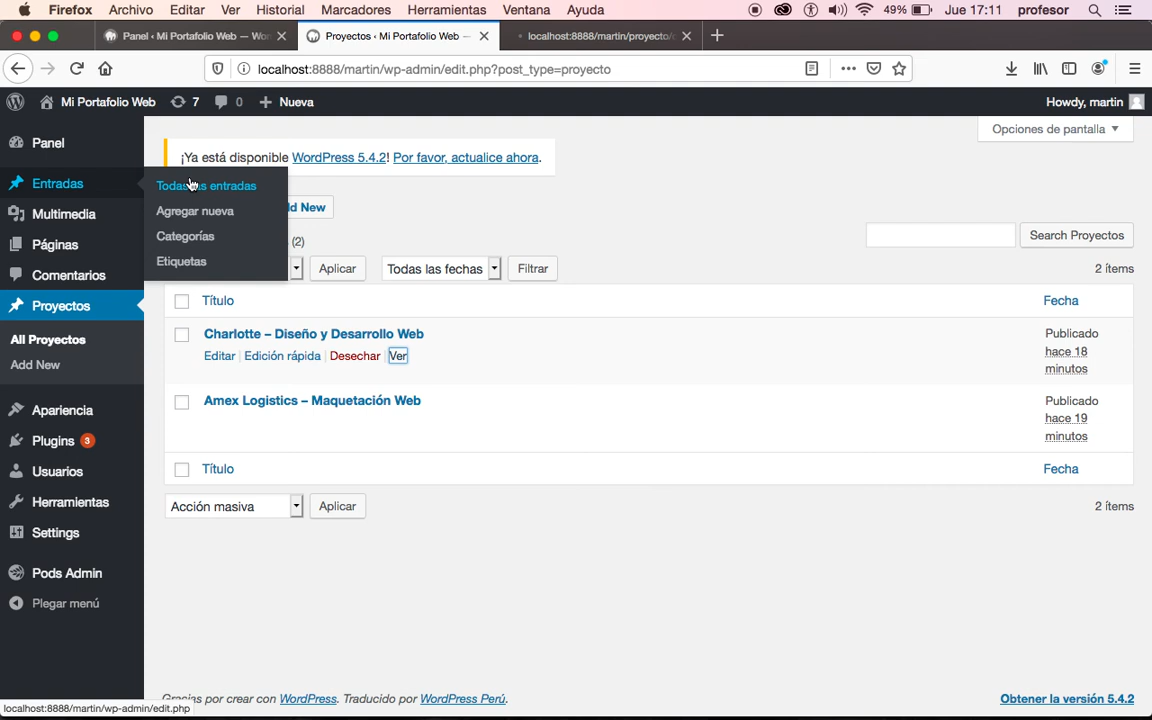 Firefox Archivo Editar Ver Historial Marcadores Herramientas Ventana Ayuda 49% Jue 17:11 profesor
Panel ‹ Mi Portafolio Web — Wor
Proyectos ‹ Mi Portafolio Web —
localhost:8888/martin/proyecto/
localhost:8888/martin/wp-admin/edit.php?post_type=proyecto
Mi Portafolio Web 7 0 Nueva Howdy, martin
Opciones de pantalla
Panel
¡Ya está disponible WordPress 5.4.2! Por favor, actualice ahora.
Entradas
Todas las entradas
Agregar nueva
Categorías
Etiquetas
Multimedia
Páginas
Comentarios
Proyectos
All Proyectos
Add New
Apariencia
Plugins 3
Usuarios
Herramientas
Settings
Pods Admin
Plegar menú
dd New
(2)
Search Proyectos
Aplicar Todas las fechas Filtrar 2 ítems
Título Fecha
Charlotte – Diseño y Desarrollo Web
Editar | Edición rápida | Desechar | Ver
Publicado
hace 18
minutos
Amex Logistics – Maquetación Web
Publicado
hace 19
minutos
Título Fecha
Acción masiva Aplicar 2 ítems
Gracias por crear con WordPress. Traducido por WordPress Perú.
Obtener la versión 5.4.2
localhost:8888/martin/wp-admin/edit.php